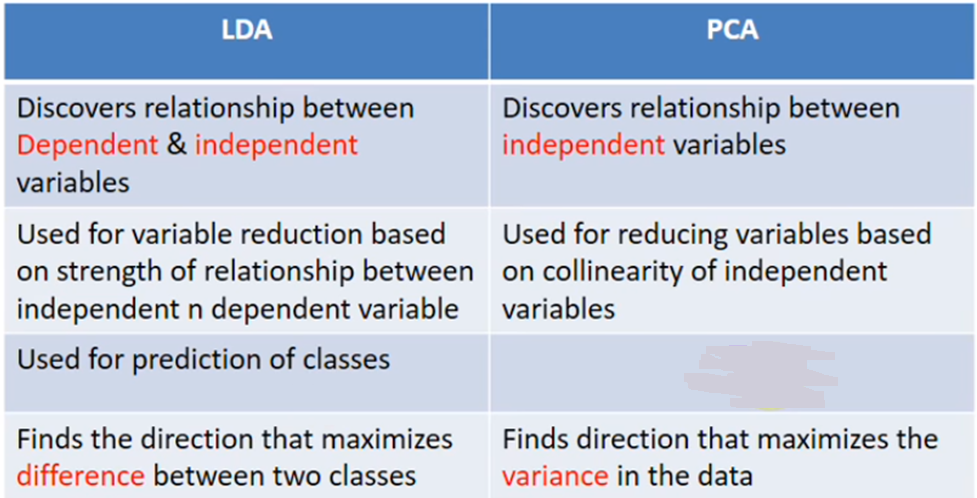 LDA
PCA
Discovers relationship between
Dependent & independent
variables
Discovers relationship between
independent variables
Used for variable reduction based
on strength of relationship between
independent n dependent variable
Used for reducing variables based
on collinearity of independent
variables
Used for prediction of classes
Finds the direction that maximizes
difference between two classes
Finds direction that maximizes the
variance in the data